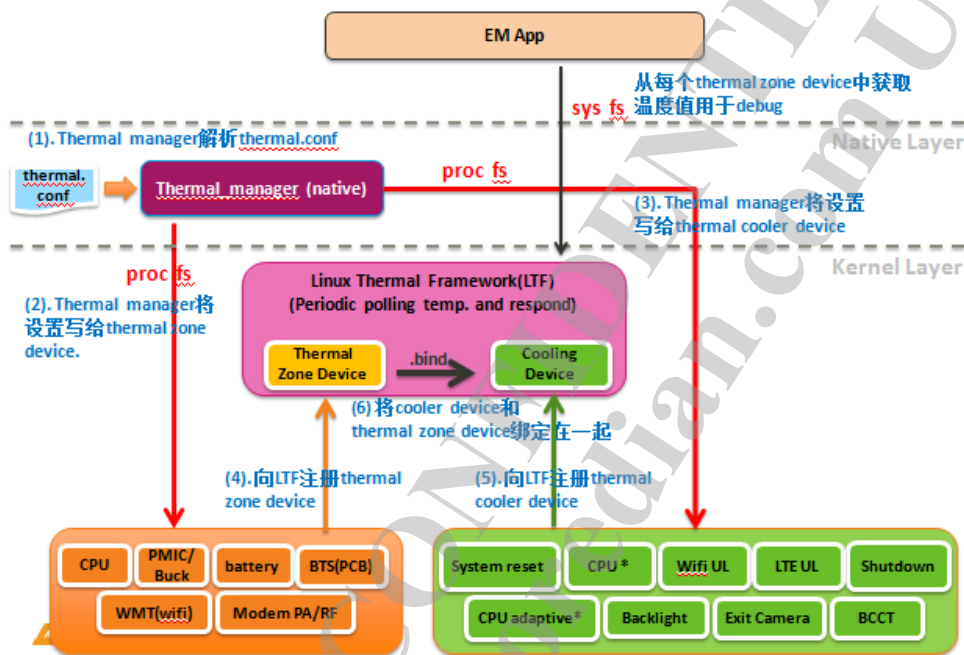 EM App
从每个thermal zone device中获取
温度值用于debug
sys fs
(1). Thermal manager解析thermal.conf
Native Layer
thermal.
conf
Thermal_manager (native)
proc fs
(3). Thermal manager将设置
写给thermal cooler device
Kernel Layer
proc fs
(2). Thermal manager将
设置写给thermal zone
device.
Linux Thermal Framework(LTF)
(Periodic polling temp. and respond)
Thermal
Zone Device
.bind
Cooling
Device
(6) 将cooler device和
thermal zone device绑定在一起
(4). 向LTF注册thermal
zone device
(5). 向LTF注册thermal
cooler device
CPU
PMIC/
Buck
battery
BTS(PCB)
WMT(wifi)
Modem PA/RF
System reset
CPU *
Wifi UL
LTE UL
Shutdown
CPU adaptive*
Backlight
Exit Camera
BCCT